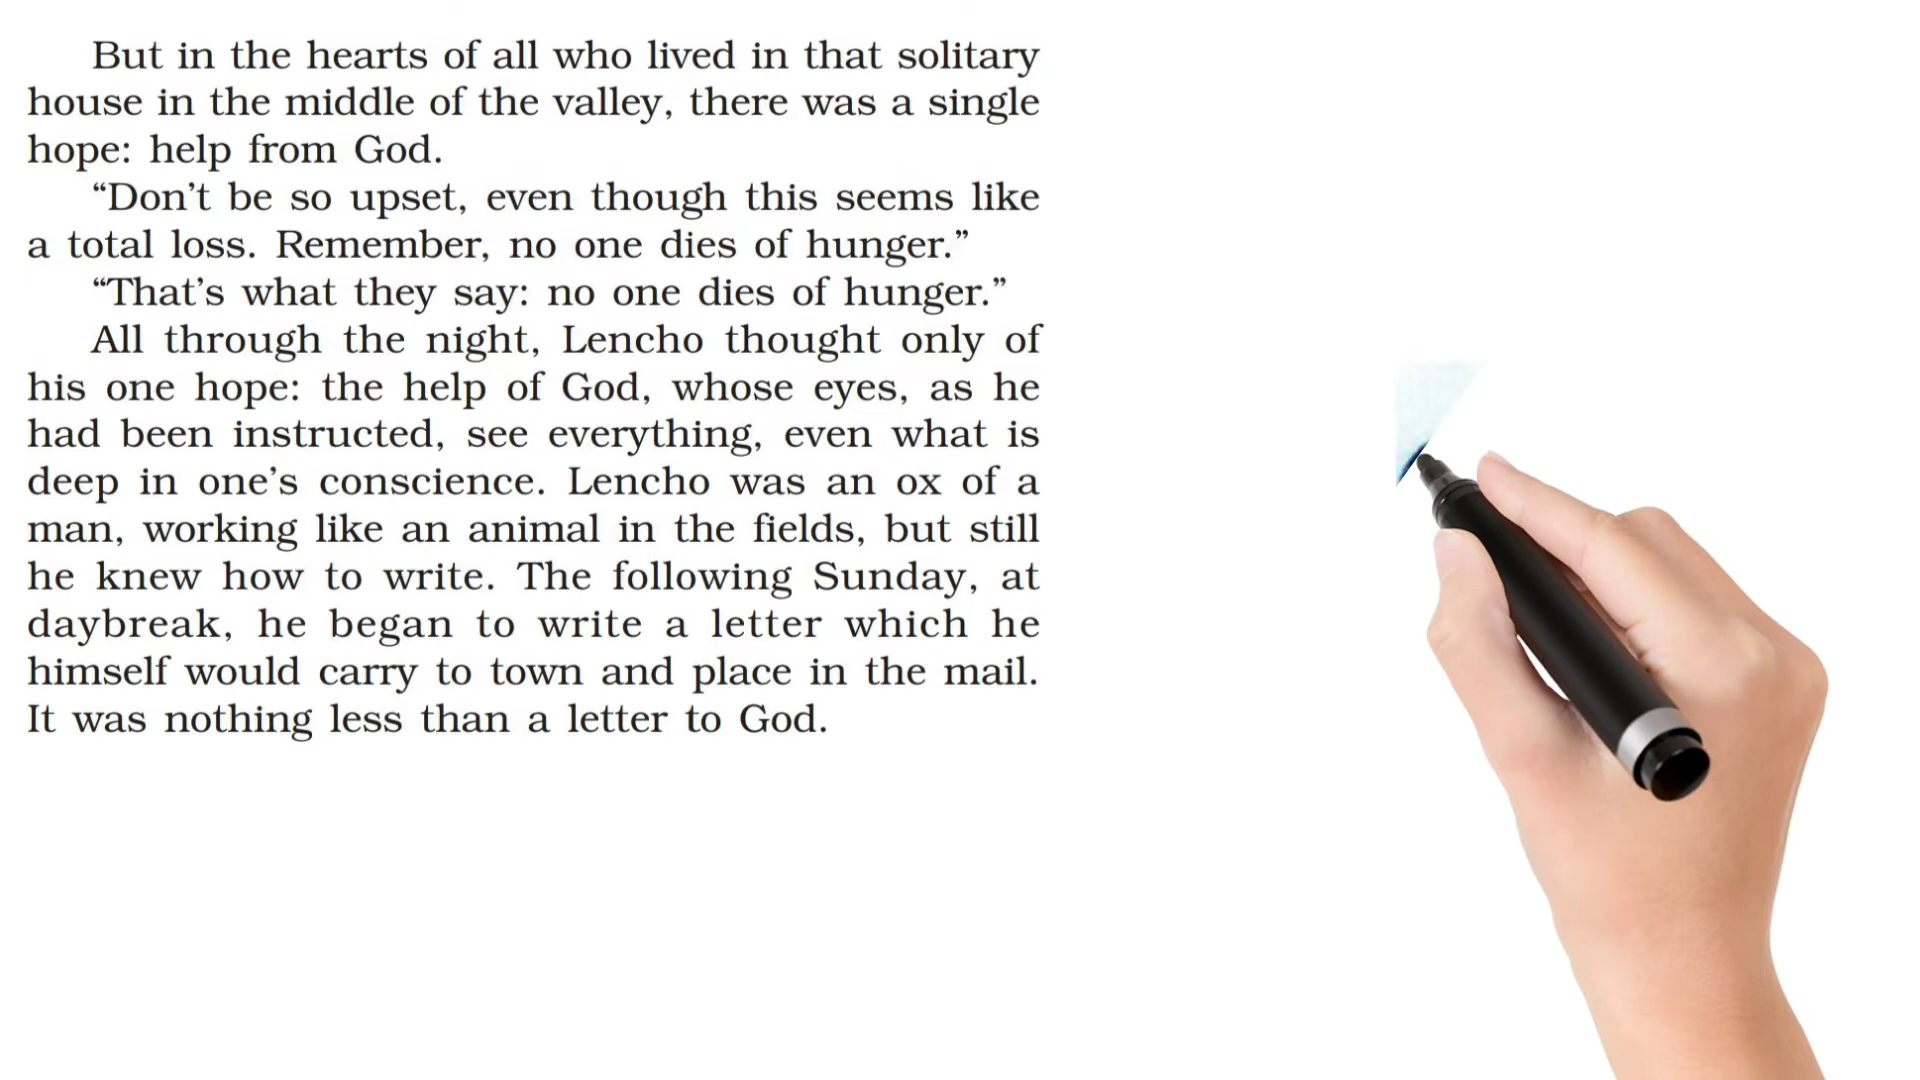 But in the hearts of all who lived in that solitary
house in the middle of the valley, there was a single
hope: help from God.
“Don’t be so upset, even though this seems like
a total loss. Remember, no one dies of hunger.”
“That’s what they say: no one dies of hunger.”
All through the night, Lencho thought only of
his one hope: the help of God, whose eyes, as he
had been instructed, see everything, even what is
deep in one’s conscience. Lencho was an ox of a
man, working like an animal in the fields, but still
he knew how to write. The following Sunday, at
daybreak, he began to write a letter which he
himself would carry to town and place in the mail.
It was nothing less than a letter to God.